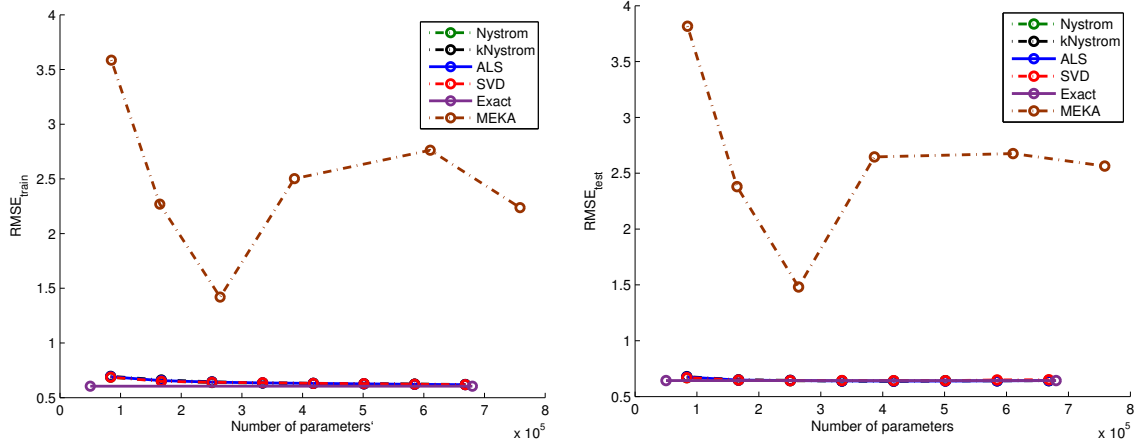 4
3.5
3
2.5
2
1.5
1
0.5
RMSE_train
0 1 2 3 4 5 6 7 8
x 10^5
Number of parameters‘
Nystrom
kNystrom
ALS
SVD
Exact
MEKA
4
3.5
3
2.5
2
1.5
1
0.5
RMSE_test
0 1 2 3 4 5 6 7 8
x 10^5
Number of parameters
Nystrom
kNystrom
ALS
SVD
Exact
MEKA